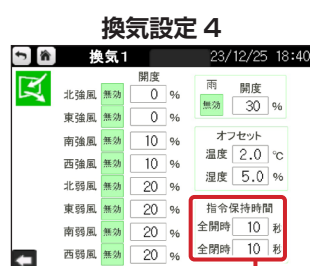 換気設定 4
換気1 23/12/25 18:40
開度
北強風 無効 0 %
東強風 無効 0 %
南強風 無効 10 %
西強風 無効 10 %
北弱風 無効 20 %
東弱風 無効 20 %
南弱風 無効 20 %
西弱風 無効 20 %
雨 開度
無効 30 %
オフセット
温度 2.0 ℃
湿度 5.0 %
指令保持時間
全開時 10 秒
全閉時 10 秒